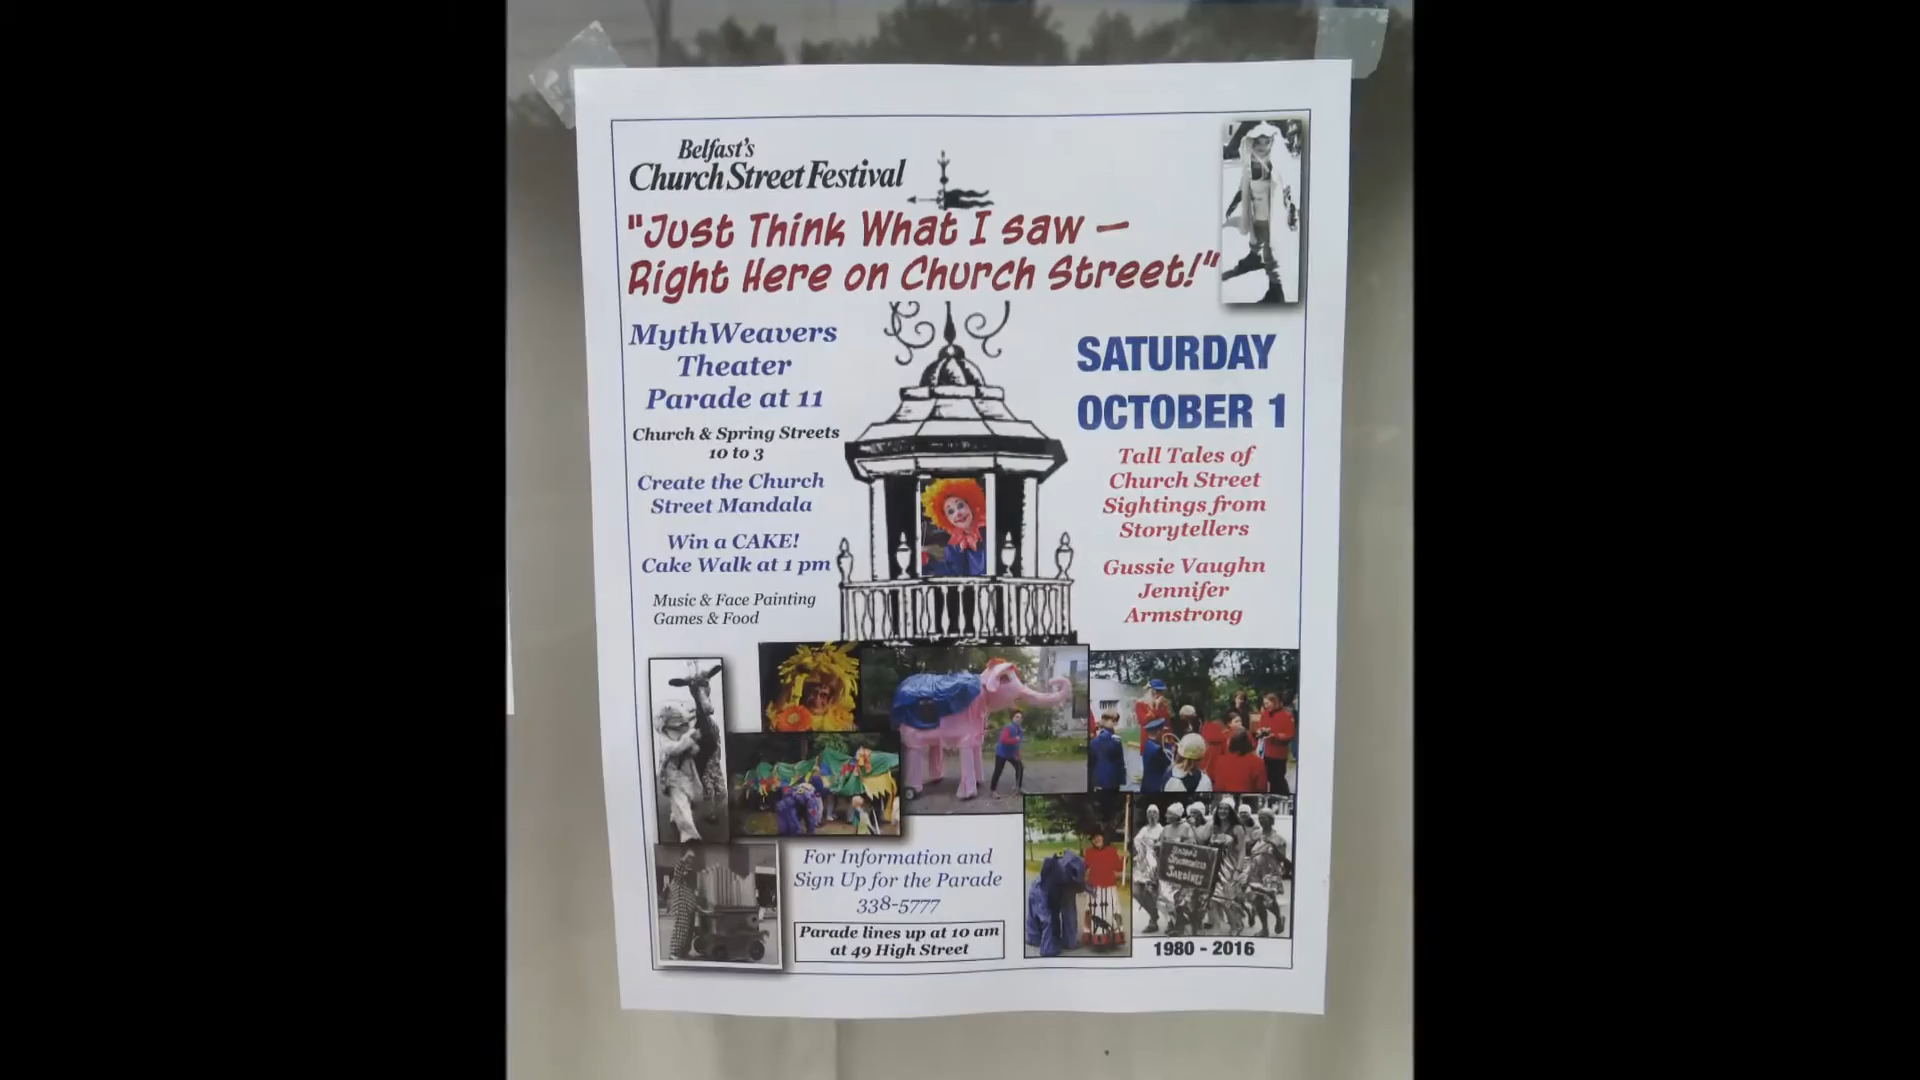 Belfast's
Church Street Festival
"Just Think What I saw –
Right Here on Church Street!"
MythWeavers
Theater
Parade at 11
Church & Spring Streets
10 to 3
Create the Church
Street Mandala
Win a CAKE!
Cake Walk at 1 pm
Music & Face Painting
Games & Food
SATURDAY
OCTOBER 1
Tall Tales of
Church Street
Sightings from
Storytellers
Gussie Vaughn
Jennifer
Armstrong
For Information and
Sign Up for the Parade
338-5777
Parade lines up at 10 am
at 49 High Street
SARDINES
1980 - 2016